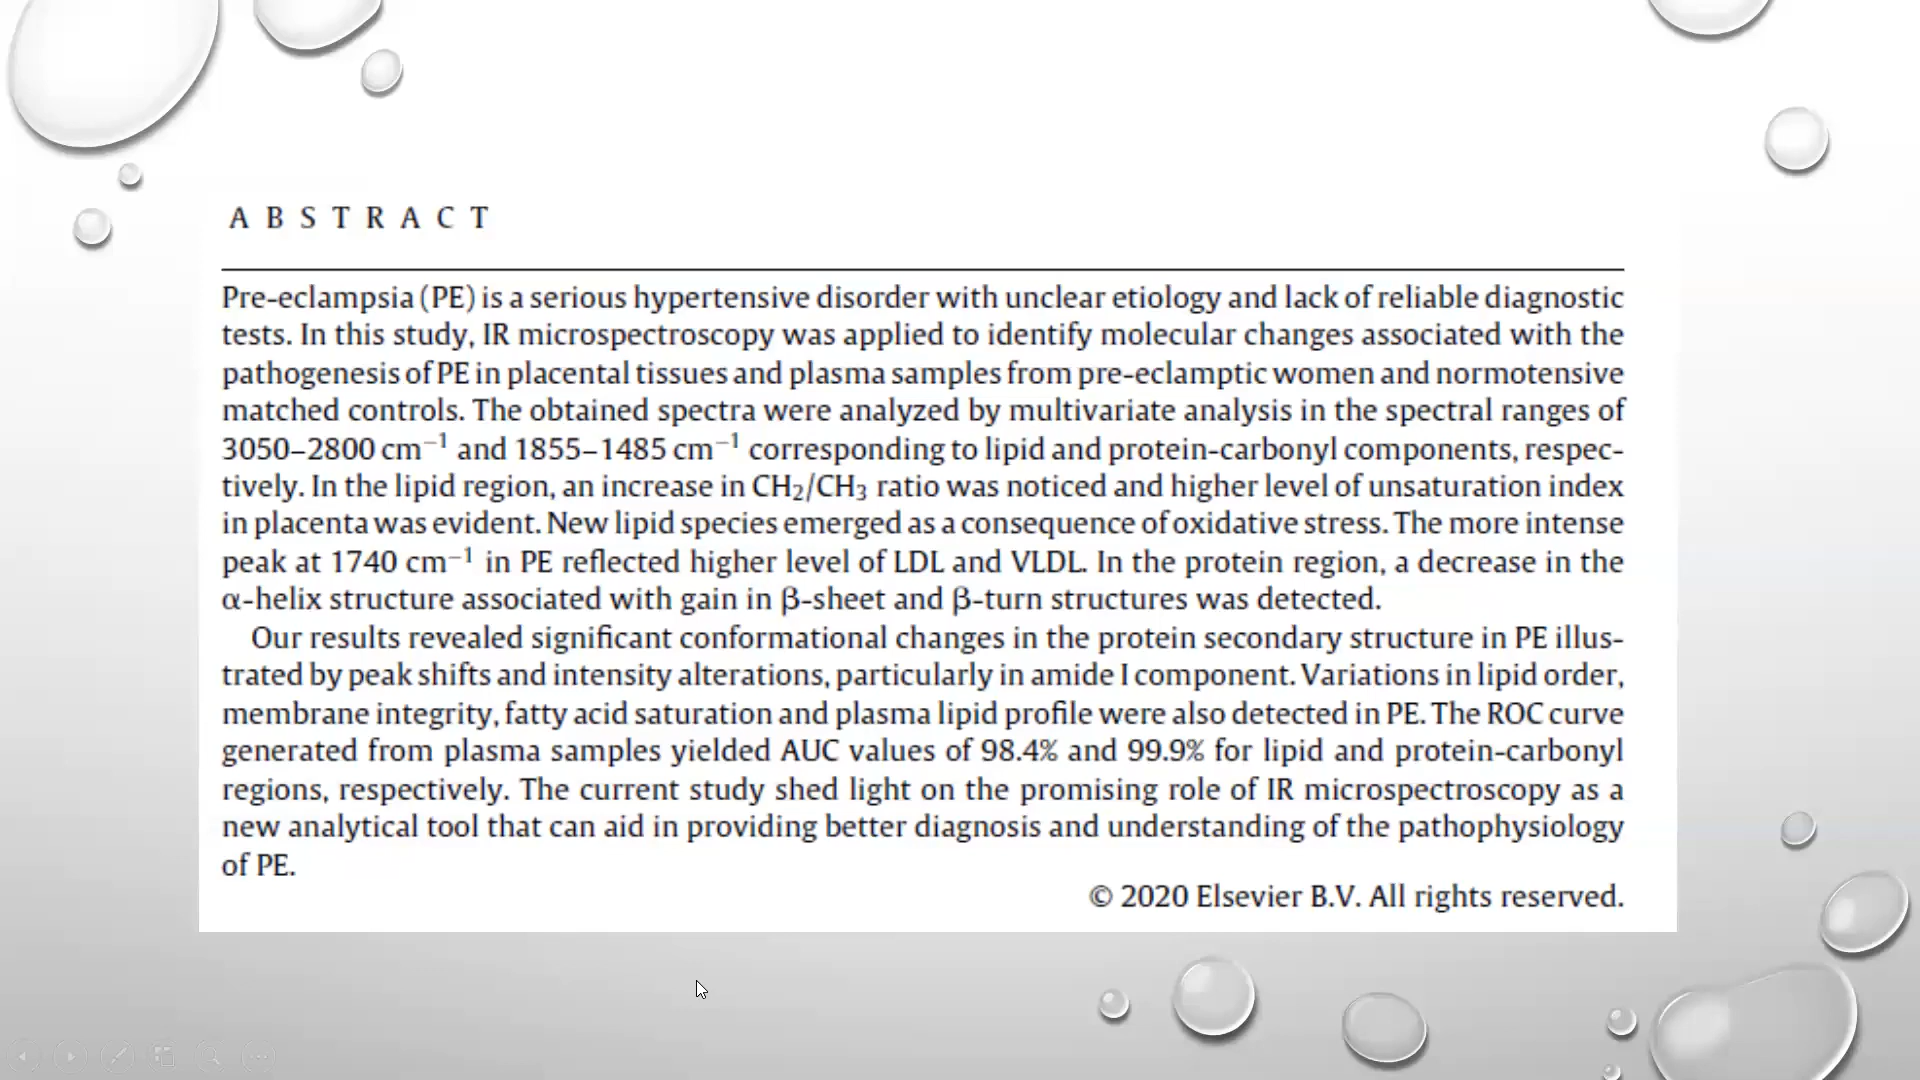 A B S T R A C T
Pre-eclampsia (PE) is a serious hypertensive disorder with unclear etiology and lack of reliable diagnostic
tests. In this study, IR microspectroscopy was applied to identify molecular changes associated with the
pathogenesis of PE in placental tissues and plasma samples from pre-eclamptic women and normotensive
matched controls. The obtained spectra were analyzed by multivariate analysis in the spectral ranges of
3050–2800 cm⁻¹ and 1855–1485 cm⁻¹ corresponding to lipid and protein-carbonyl components, respec-
tively. In the lipid region, an increase in CH₂/CH₃ ratio was noticed and higher level of unsaturation index
in placenta was evident. New lipid species emerged as a consequence of oxidative stress. The more intense
peak at 1740 cm⁻¹ in PE reflected higher level of LDL and VLDL. In the protein region, a decrease in the
α-helix structure associated with gain in β-sheet and β-turn structures was detected.
Our results revealed significant conformational changes in the protein secondary structure in PE illus-
trated by peak shifts and intensity alterations, particularly in amide I component. Variations in lipid order,
membrane integrity, fatty acid saturation and plasma lipid profile were also detected in PE. The ROC curve
generated from plasma samples yielded AUC values of 98.4% and 99.9% for lipid and protein-carbonyl
regions, respectively. The current study shed light on the promising role of IR microspectroscopy as a
new analytical tool that can aid in providing better diagnosis and understanding of the pathophysiology
of PE.
© 2020 Elsevier B.V. All rights reserved.